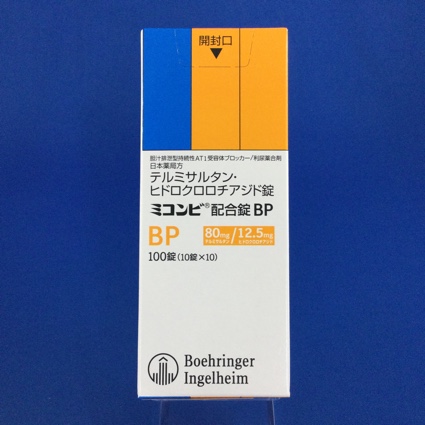 開封口
胆汁排泄型持続性AT1受容体ブロッカー/利尿薬合剤
日本薬局方
テルミサルタン・
ヒドロクロロチアジド錠
ミコンビ®配合錠BP
BP 80mg/12.5mg
テルミサルタン ヒドロクロロチアジド
100錠(10錠×10)
Boehringer
Ingelheim